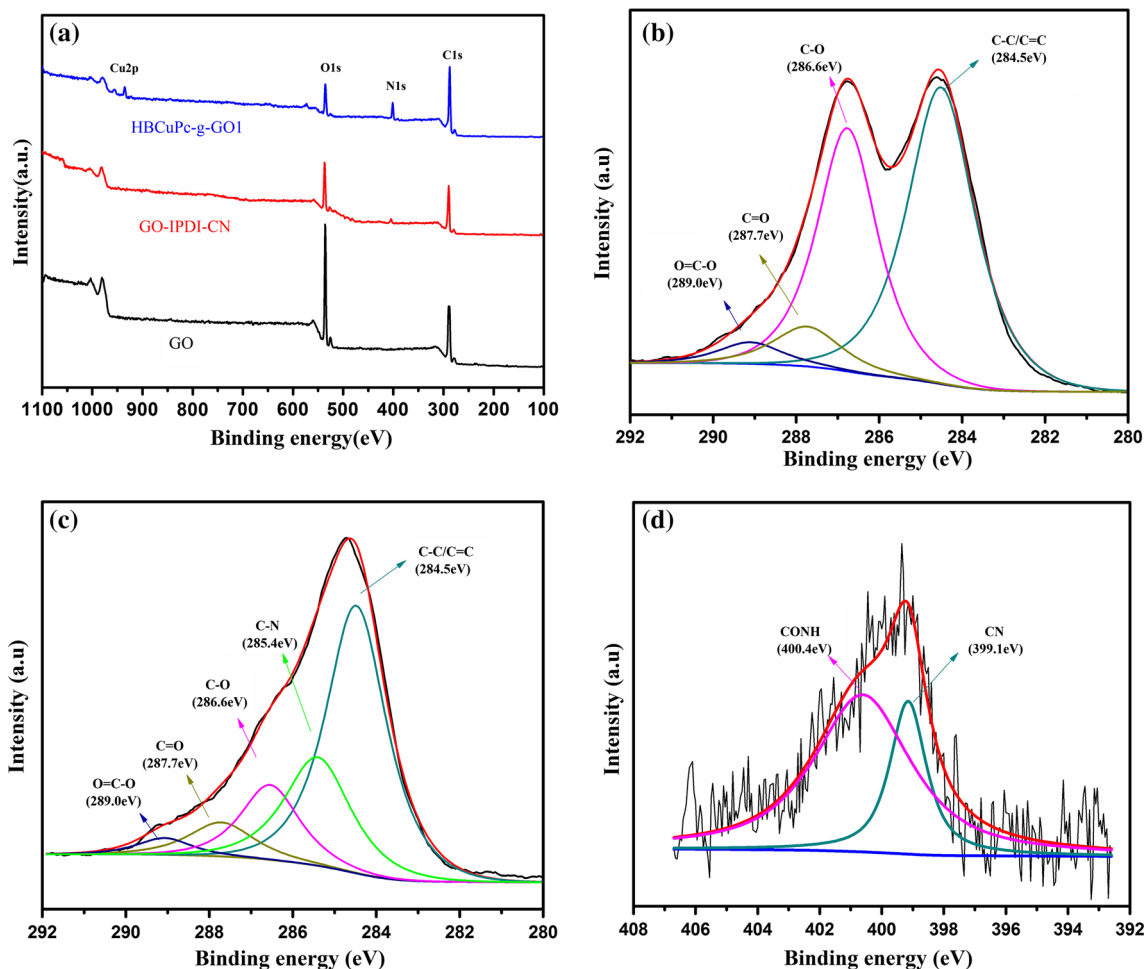 (a)
Cu2p
O1s
N1s
C1s
HBCuPc-g-GO1
GO-IPDI-CN
GO
Intensity(a.u.)
1100 1000 900 800 700 600 500 400 300 200 100
Binding energy(eV)
(b)
C-O
(286.6eV)
C-C/C=C
(284.5eV)
C=O
(287.7eV)
O=C-O
(289.0eV)
Intensity (a.u)
292 290 288 286 284 282 280
Binding energy (eV)
(c)
C-C/C=C
(284.5eV)
C-N
(285.4eV)
C-O
(286.6eV)
C=O
(287.7eV)
O=C-O
(289.0eV)
Intensity (a.u)
292 290 288 286 284 282 280
Binding energy (eV)
(d)
CONH
(400.4eV)
CN
(399.1eV)
Intensity (a.u)
408 406 404 402 400 398 396 394 392
Binding energy (eV)